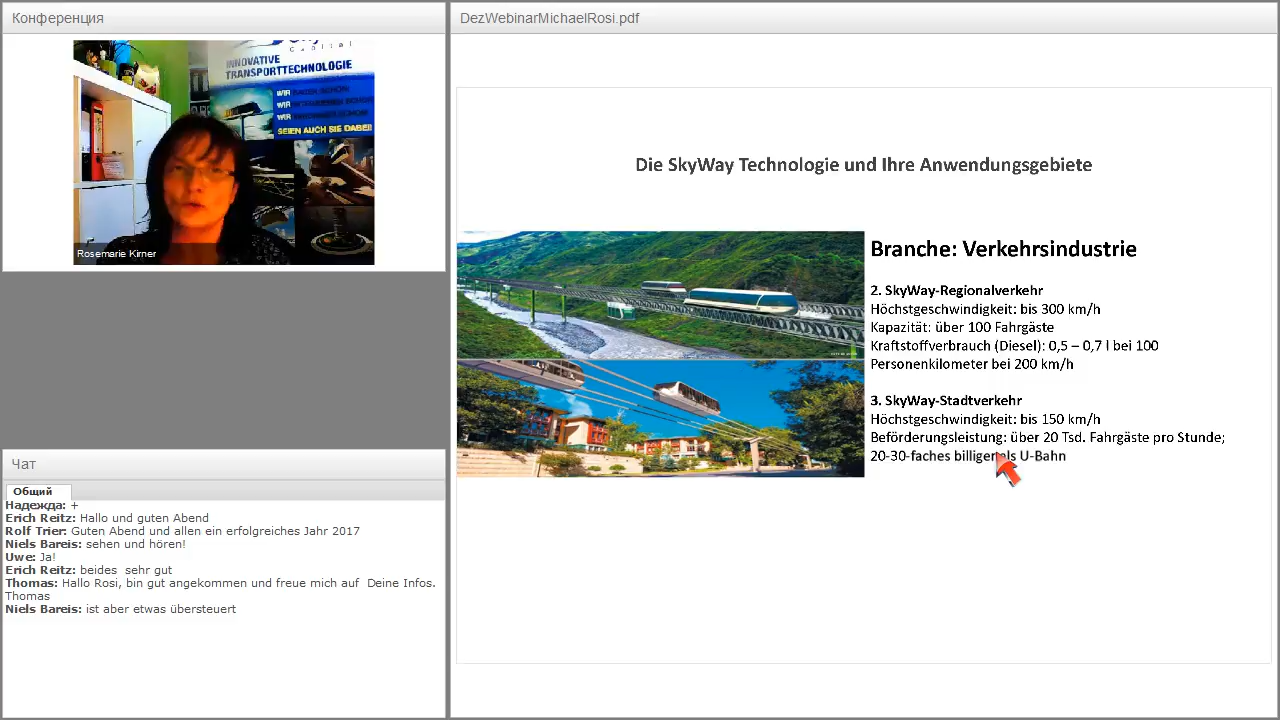 Конференция
INNOVATIVE
TRANSPORTTECHNOLOGIE
WIR
WIR
WIR
SEIEN AUCH SIE DABEI!
Rosemarie Kirner
Чат
Общий
Надежда: +
Erich Reitz: Hallo und guten Abend
Rolf Trier: Guten Abend und allen ein erfolgreiches Jahr 2017
Niels Bareis: sehen und hören!
Uwe: Ja!
Erich Reitz: beides sehr gut
Thomas: Hallo Rosi, bin gut angekommen und freue mich auf Deine Infos.
Thomas
Niels Bareis: ist aber etwas übersteuert
DezWebinarMichaelRosi.pdf
Die SkyWay Technologie und Ihre Anwendungsgebiete
Branche: Verkehrsindustrie
2. SkyWay-Regionalverkehr
Höchstgeschwindigkeit: bis 300 km/h
Kapazität: über 100 Fahrgäste
Kraftstoffverbrauch (Diesel): 0,5 – 0,7 l bei 100
Personenkilometer bei 200 km/h
3. SkyWay-Stadtverkehr
Höchstgeschwindigkeit: bis 150 km/h
Beförderungsleistung: über 20 Tsd. Fahrgäste pro Stunde;
20-30-faches billiger als U-Bahn